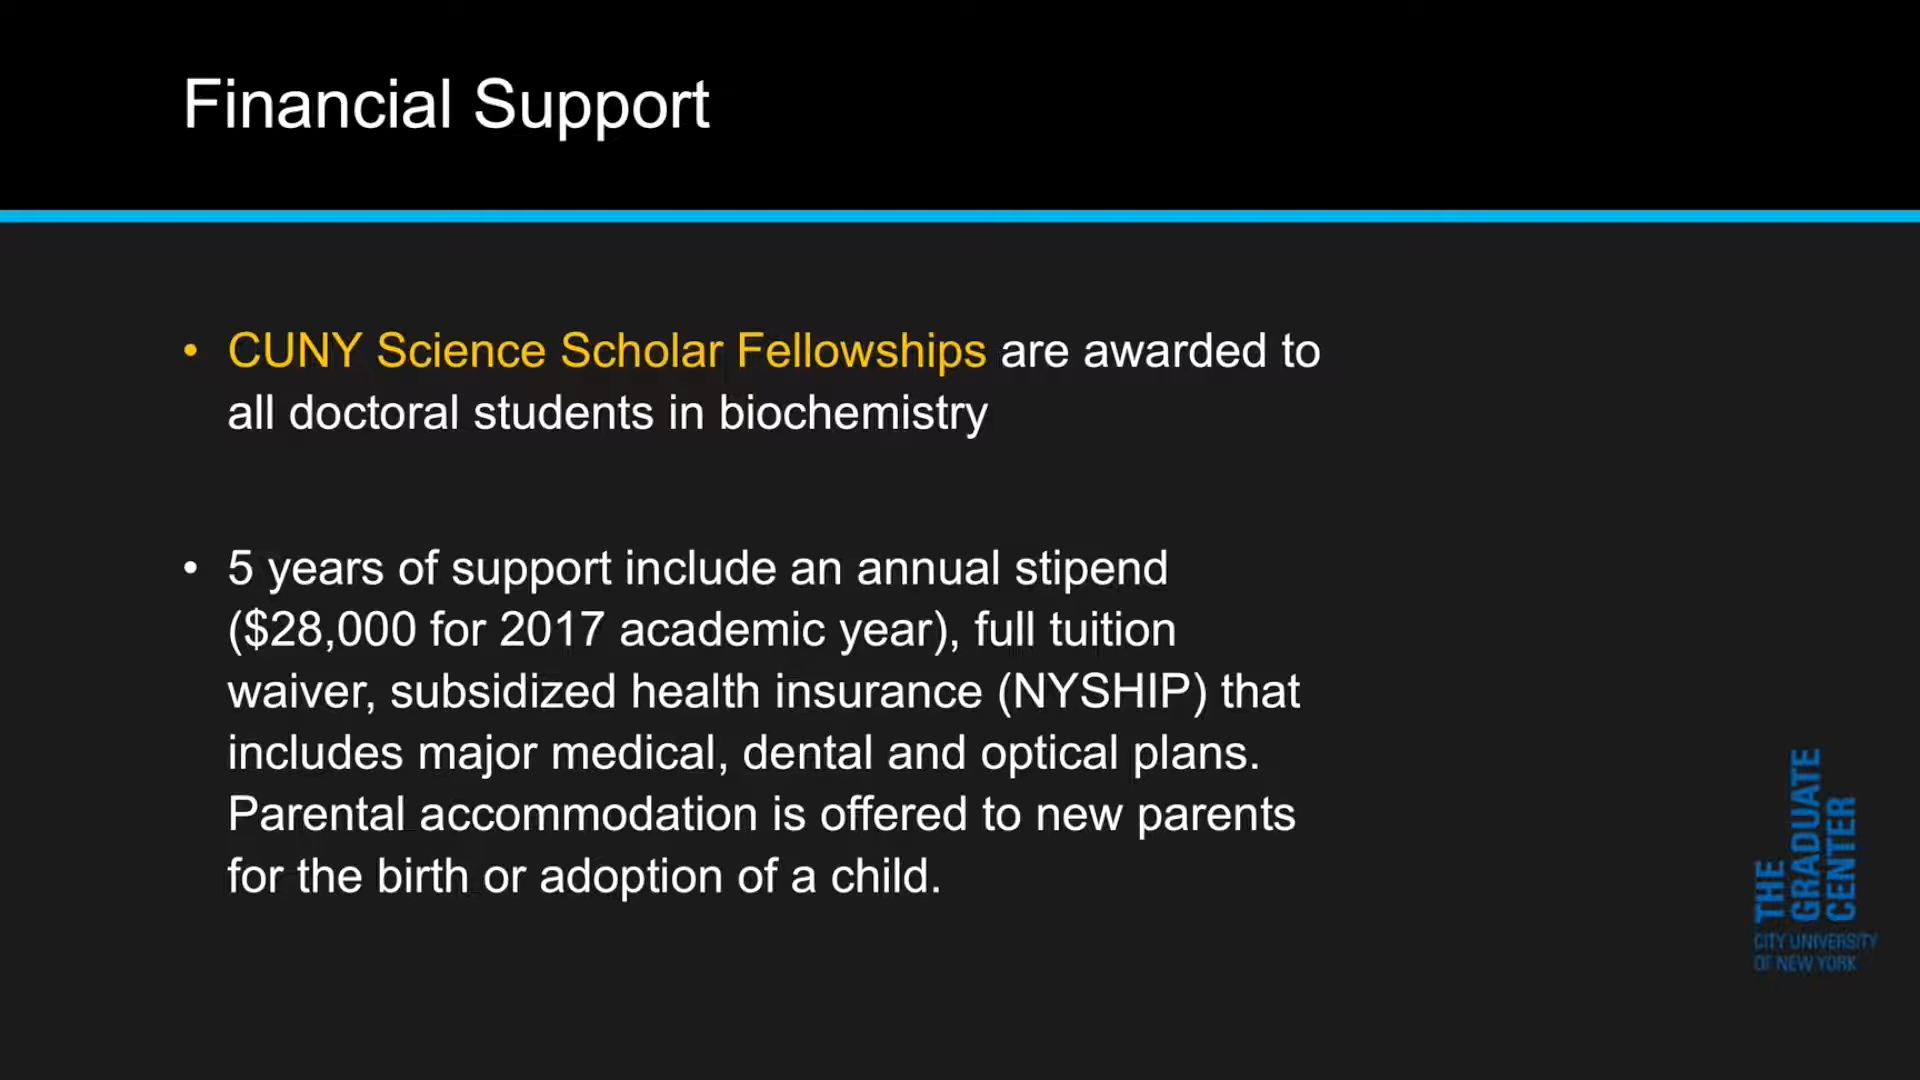 Financial Support
• CUNY Science Scholar Fellowships are awarded to
all doctoral students in biochemistry
• 5 years of support include an annual stipend
($28,000 for 2017 academic year), full tuition
waiver, subsidized health insurance (NYSHIP) that
includes major medical, dental and optical plans.
Parental accommodation is offered to new parents
for the birth or adoption of a child.
THE
GRADUATE
CENTER
CITY UNIVERSITY
OF NEW YORK